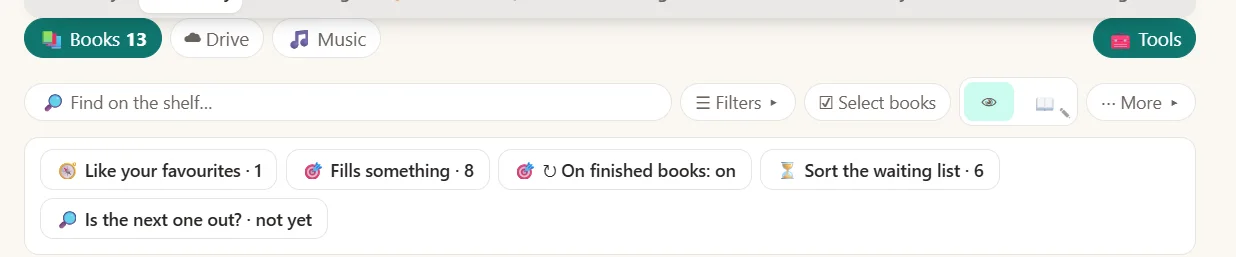 Books 13 Drive Music Tools
Find on the shelf... Filters Select books ··· More
Like your favourites · 1 Fills something · 8 On finished books: on Sort the waiting list · 6
Is the next one out? · not yet